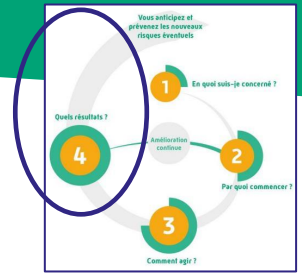 Vous anticipez et
prévenez les nouveaux
risques éventuels
1
En quoi suis-je concerné ?
Quels résultats ?
Amélioration
continue
4
2
Par quoi commencer ?
3
Comment agir ?